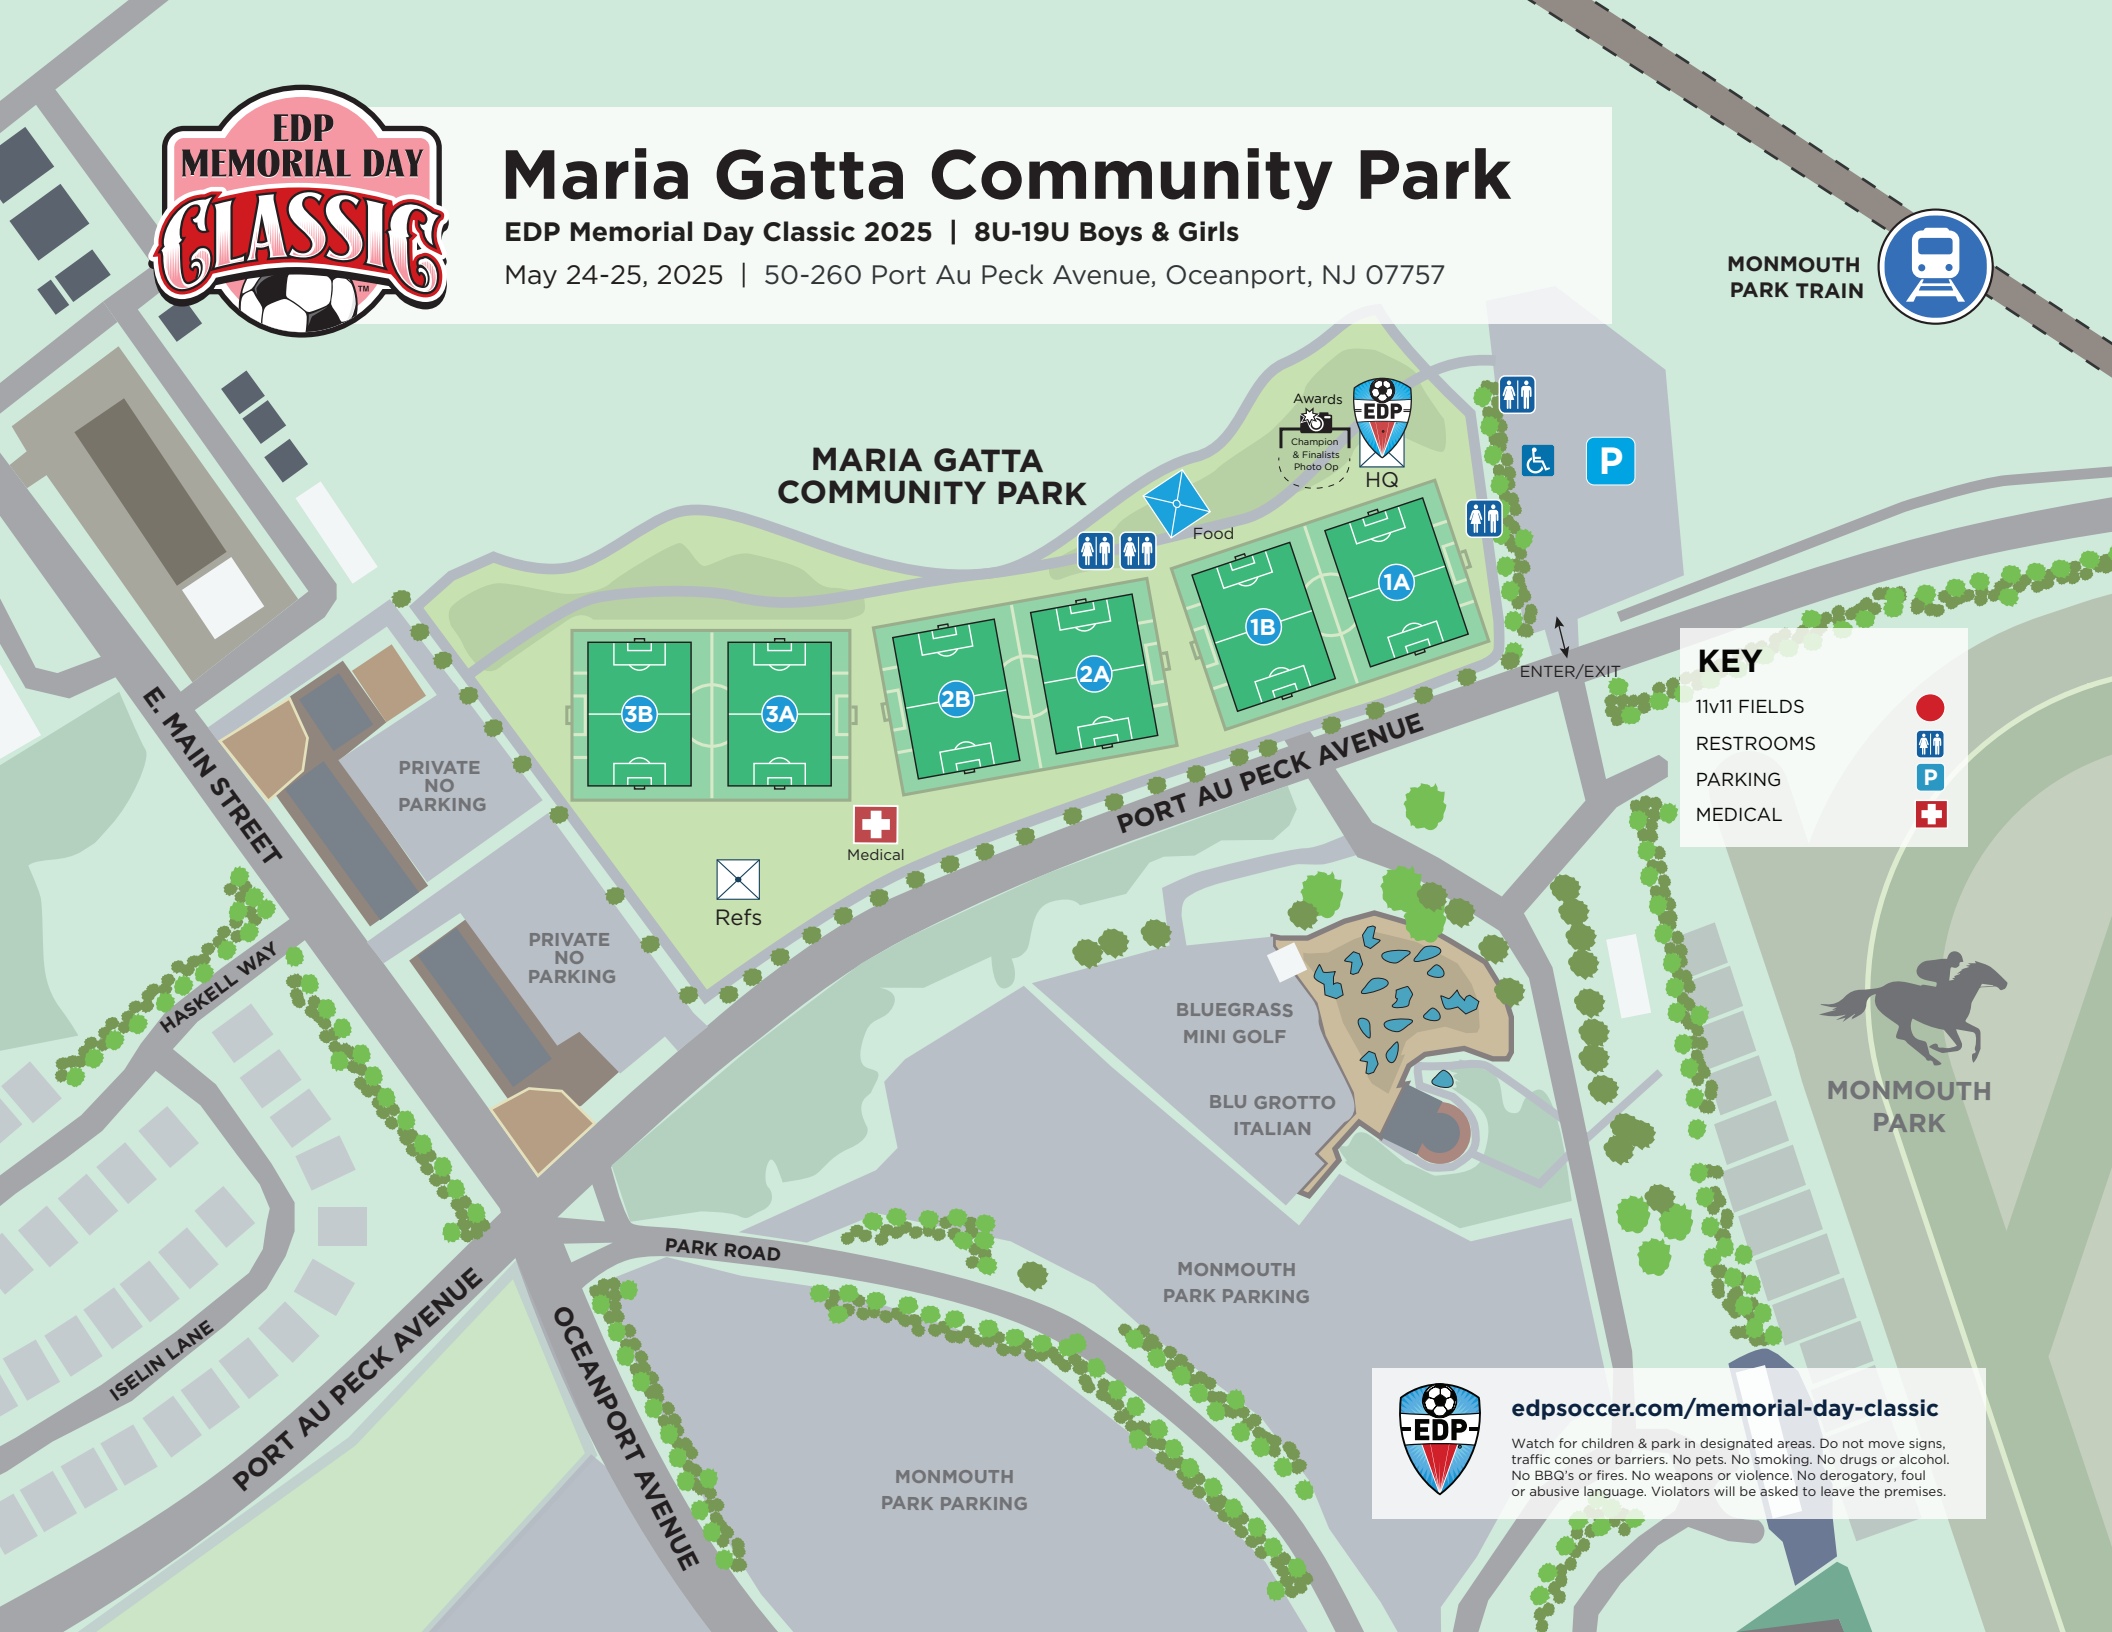 EDP
MEMORIAL DAY
CLASSIC
TM
Maria Gatta Community Park
EDP Memorial Day Classic 2025 | 8U-19U Boys & Girls
May 24-25, 2025 | 50-260 Port Au Peck Avenue, Oceanport, NJ 07757
MONMOUTH
PARK TRAIN
MARIA GATTA
COMMUNITY PARK
Awards
Champion
& Finalists
Photo Op
EDP
HQ
P
Food
1A
1B
2A
2B
3A
3B
ENTER/EXIT
KEY
11v11 FIELDS
RESTROOMS
PARKING
P
MEDICAL
E. MAIN STREET
PRIVATE
NO
PARKING
PORT AU PECK AVENUE
Medical
Refs
PRIVATE
NO
PARKING
HASKELL WAY
BLUEGRASS
MINI GOLF
BLU GROTTO
ITALIAN
MONMOUTH
PARK
PARK ROAD
MONMOUTH
PARK PARKING
ISELIN LANE
PORT AU PECK AVENUE
OCEANPORT AVENUE
MONMOUTH
PARK PARKING
EDP
edpsoccer.com/memorial-day-classic
Watch for children & park in designated areas. Do not move signs,
traffic cones or barriers. No pets. No smoking. No drugs or alcohol.
No BBQ's or fires. No weapons or violence. No derogatory, foul
or abusive language. Violators will be asked to leave the premises.